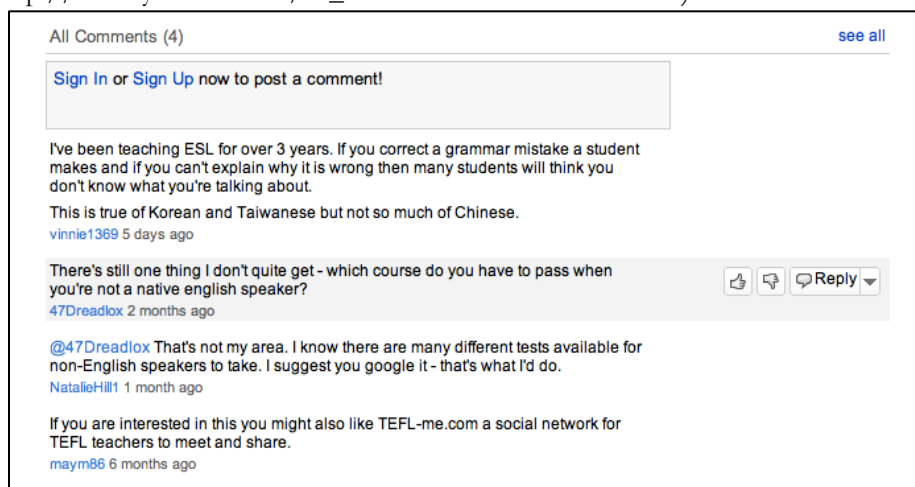 All Comments (4)
see all
Sign In or Sign Up now to post a comment!
I've been teaching ESL for over 3 years. If you correct a grammar mistake a student
makes and if you can't explain why it is wrong then many students will think you
don't know what you're talking about.
This is true of Korean and Taiwanese but not so much of Chinese.
vinnie1369 5 days ago
There's still one thing I don't quite get - which course do you have to pass when
you're not a native english speaker?
Reply
47Dreadlox 2 months ago
@47Dreadlox That's not my area. I know there are many different tests available for
non-English speakers to take. I suggest you google it - that's what I'd do.
NatalieHill1 1 month ago
If you are interested in this you might also like TEFL-me.com a social network for
TEFL teachers to meet and share.
maym86 6 months ago